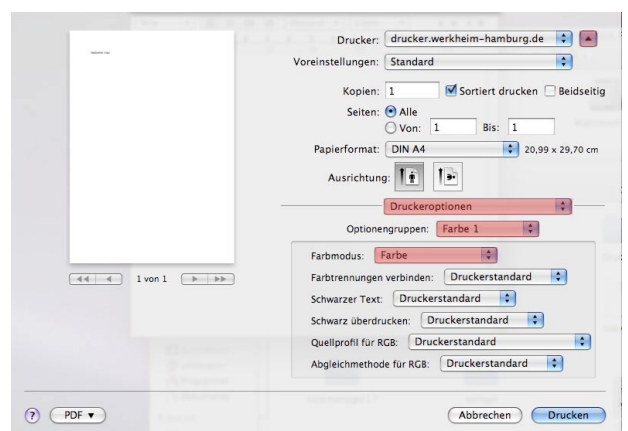 Drucker: drucker.werkheim-hamburg.de
Voreinstellungen: Standard
Kopien: 1 Sortiert drucken Beidseitig
Seiten: Alle
Von: 1 Bis: 1
Papierformat: DIN A4 20,99 x 29,70 cm
Ausrichtung:
Druckeroptionen
Optionengruppen: Farbe 1
Farbmodus: Farbe
Farbtrennungen verbinden: Druckerstandard
Schwarzer Text: Druckerstandard
Schwarz überdrucken: Druckerstandard
Quellprofil für RGB: Druckerstandard
Abgleichmethode für RGB: Druckerstandard
1 von 1
? PDF ▼ Abbrechen Drucken